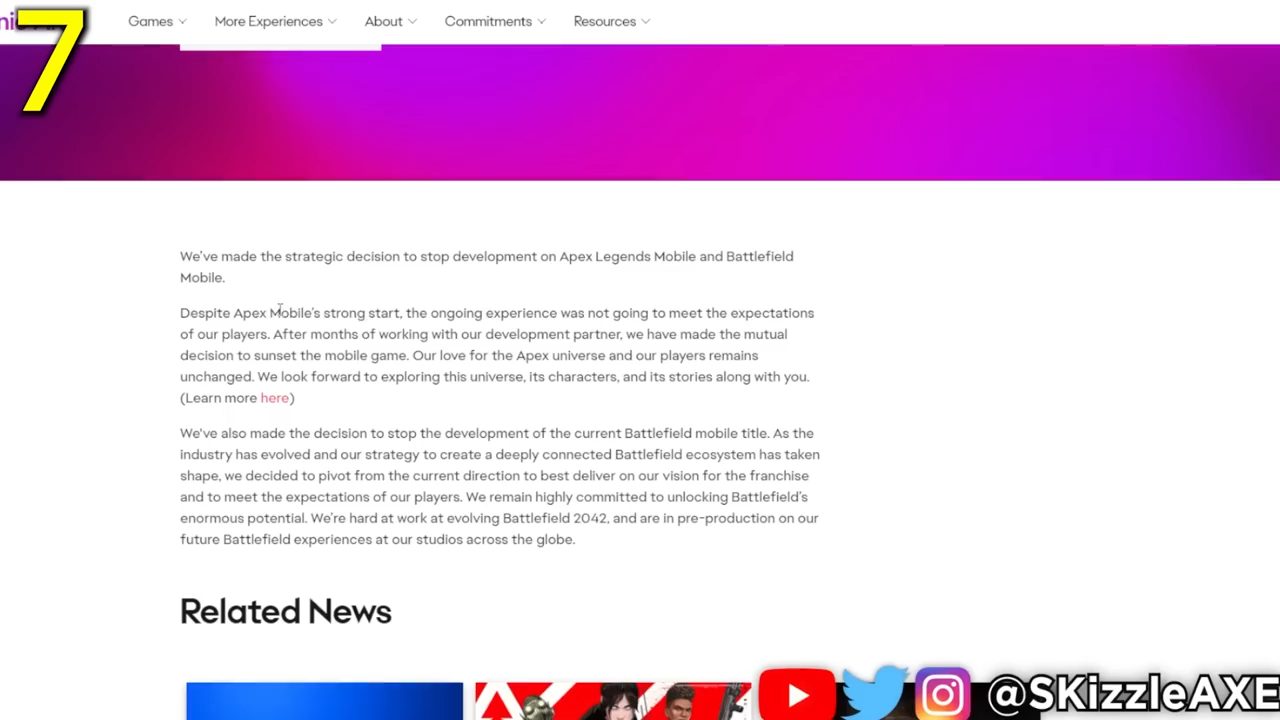 7
Games
More Experiences
About
Commitments
Resources
We've made the strategic decision to stop development on Apex Legends Mobile and Battlefield
Mobile.
Despite Apex Mobile's strong start, the ongoing experience was not going to meet the expectations
of our players. After months of working with our development partner, we have made the mutual
decision to sunset the mobile game. Our love for the Apex universe and our players remains
unchanged. We look forward to exploring this universe, its characters, and its stories along with you.
(Learn more here)
We've also made the decision to stop the development of the current Battlefield mobile title. As the
industry has evolved and our strategy to create a deeply connected Battlefield ecosystem has taken
shape, we decided to pivot from the current direction to best deliver on our vision for the franchise
and to meet the expectations of our players. We remain highly committed to unlocking Battlefield's
enormous potential. We're hard at work at evolving Battlefield 2042, and are in pre-production on our
future Battlefield experiences at our studios across the globe.
Related News
@SKizzleAXE